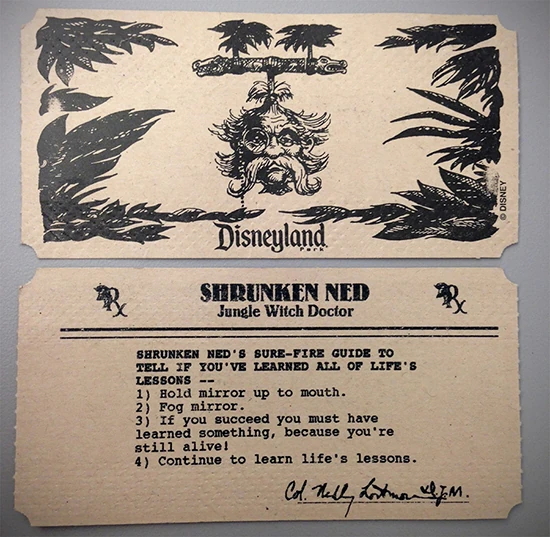 Disneyland
Park
© DISNEY
Rx
SHRUNKEN NED
Rx
Jungle Witch Doctor
SHRUNKEN NED'S SURE-FIRE GUIDE TO
TELL IF YOU'VE LEARNED ALL OF LIFE'S
LESSONS --
1) Hold mirror up to mouth.
2) Fog mirror.
3) If you succeed you must have
learned something, because you're
still alive!
4) Continue to learn life's lessons.
Col. Nedley